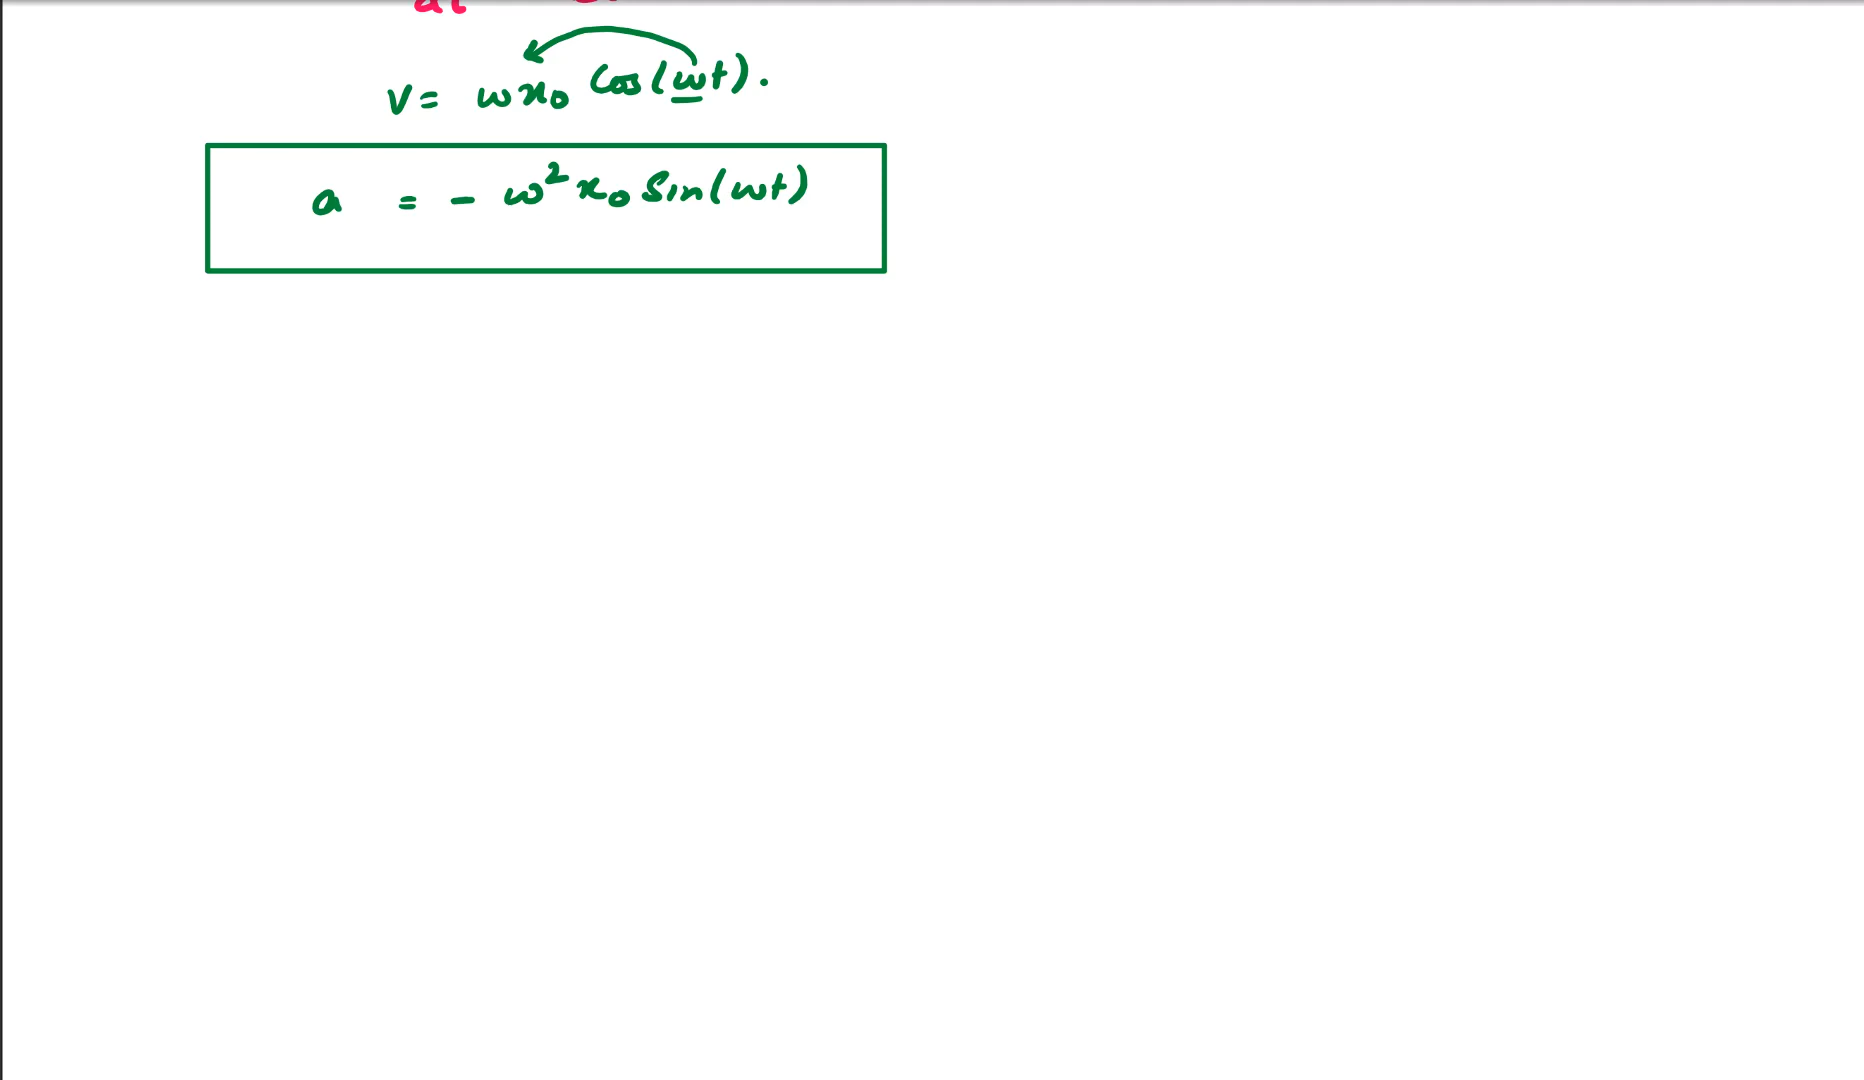 v = ωx₀ cos(ωt).
a = - ω²x₀ sin(ωt)